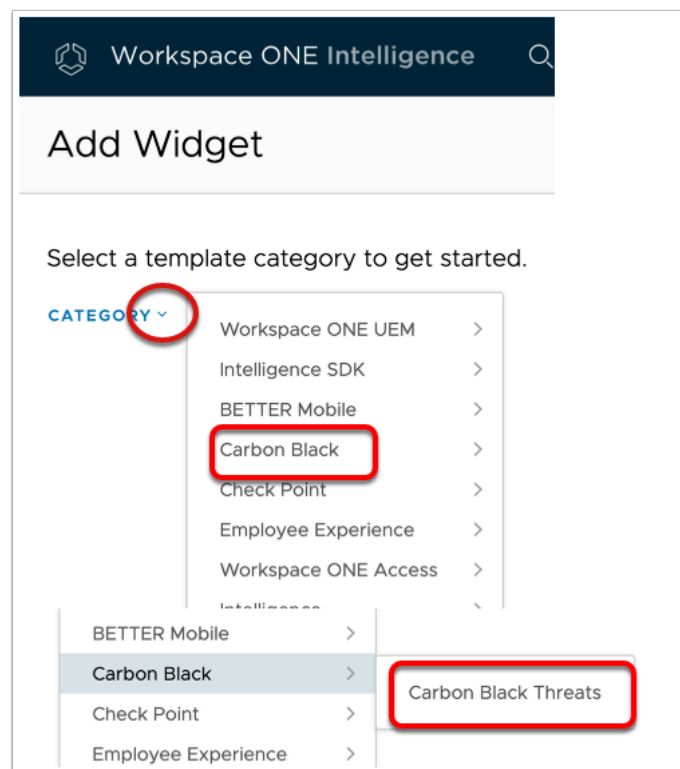 Workspace ONE Intelligence
Add Widget
Select a template category to get started.
CATEGORY
Workspace ONE UEM
Intelligence SDK
BETTER Mobile
Carbon Black
Check Point
Employee Experience
Workspace ONE Access
Intelligence
BETTER Mobile
Carbon Black
Carbon Black Threats
Check Point
Employee Experience